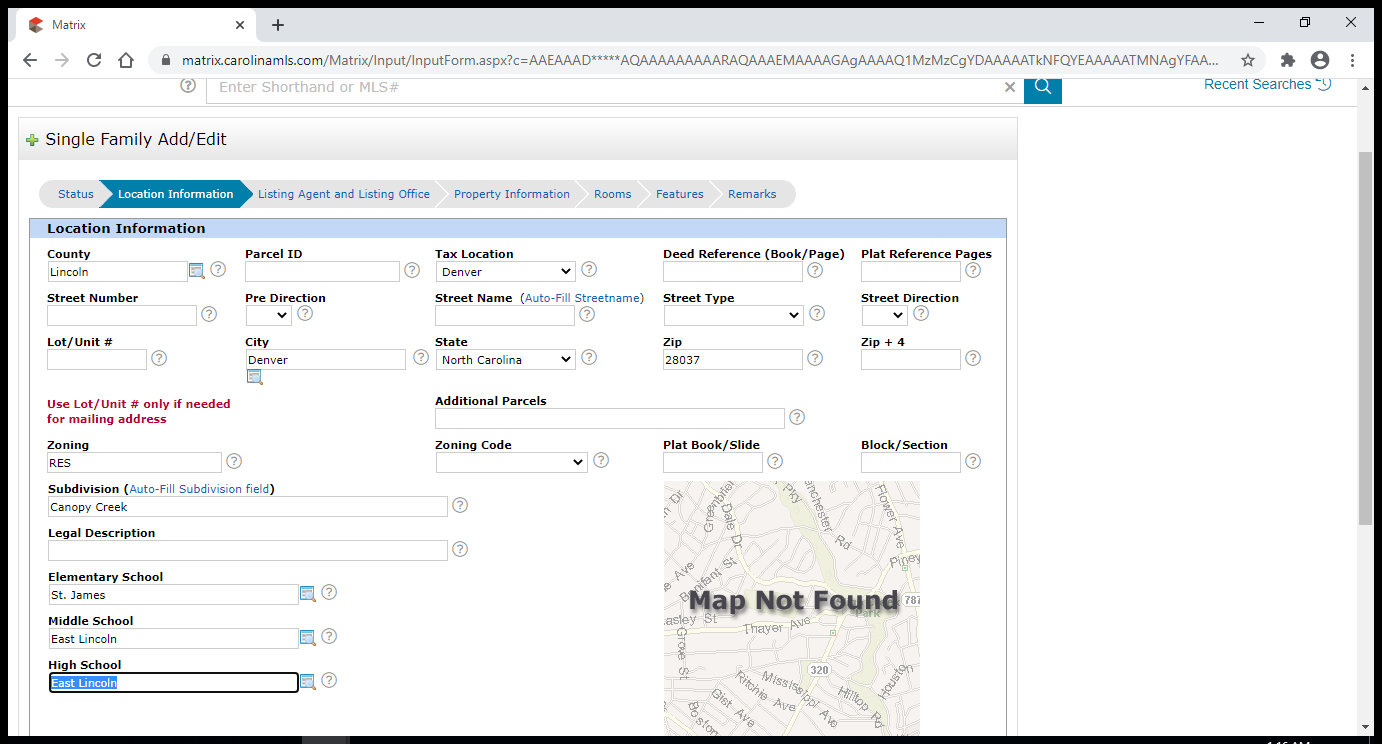 Matrix
matrix.carolinamls.com/Matrix/Input/InputForm.aspx?c=AAEAAAD*****AQAAAAAAAAARAQAAAEMAAAAGAgAAAAQ1MzMzCgYDAAAAATkNFQYEAAAAATMNAgYFAA...
Enter Shorthand or MLS#
Recent Searches
Single Family Add/Edit
Status Location Information Listing Agent and Listing Office Property Information Rooms Features Remarks
Location Information
County Parcel ID Tax Location Deed Reference (Book/Page) Plat Reference Pages
Lincoln Denver
Street Number Pre Direction Street Name (Auto-Fill Streetname) Street Type Street Direction
Lot/Unit # City State Zip Zip + 4
Denver North Carolina 28037
Use Lot/Unit # only if needed
for mailing address
Additional Parcels
Zoning Zoning Code Plat Book/Slide Block/Section
RES
Subdivision (Auto-Fill Subdivision field)
Canopy Creek
Legal Description
Elementary School
St. James
Middle School
East Lincoln
High School
East Lincoln
Dale Dr
Pky
Rd
Flower Ave
Piney
Ave
Bonifant St
Map Not Found
787
Park
Thayer Ave
Grove St
320
Houston
Ritchie Ave
Mississippi Ave
Hilltop Rd
Gist Ave
Boston